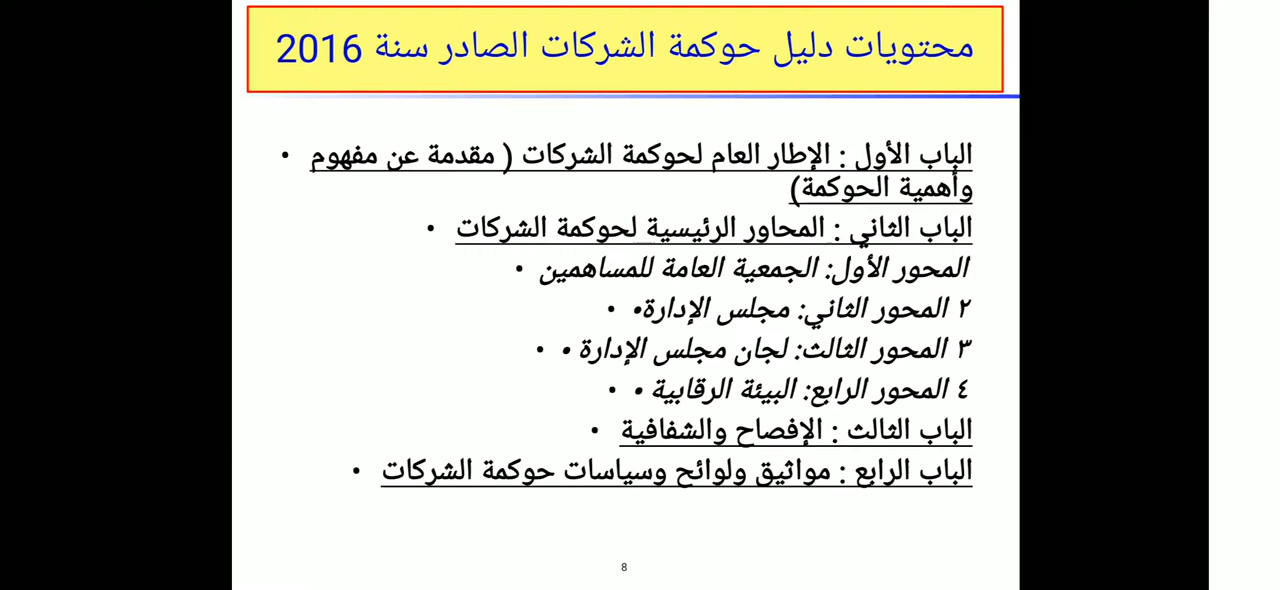 محتويات دليل حوكمة الشركات الصادر سنة 2016
الباب الأول : الإطار العام لحوكمة الشركات ( مقدمة عن مفهوم •
وأهمية الحوكمة)
الباب الثاني : المحاور الرئيسية لحوكمة الشركات •
المحور الأول: الجمعية العامة للمساهمين •
٢ المحور الثاني: مجلس الإدارة• •
٣ المحور الثالث: لجان مجلس الإدارة • •
٤ المحور الرابع: البيئة الرقابية • •
الباب الثالث : الإفصاح والشفافية •
الباب الرابع : مواثيق ولوائح وسياسات حوكمة الشركات •
8